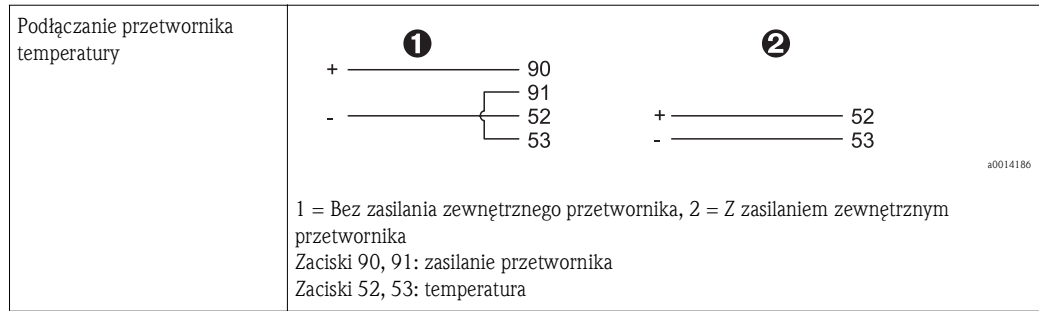 Podłączanie przetwornika
temperatury
1
2
+ 90
91
- 52
53
+ 52
- 53
a0014186
1 = Bez zasilania zewnętrznego przetwornika, 2 = Z zasilaniem zewnętrznym
przetwornika
Zaciski 90, 91: zasilanie przetwornika
Zaciski 52, 53: temperatura